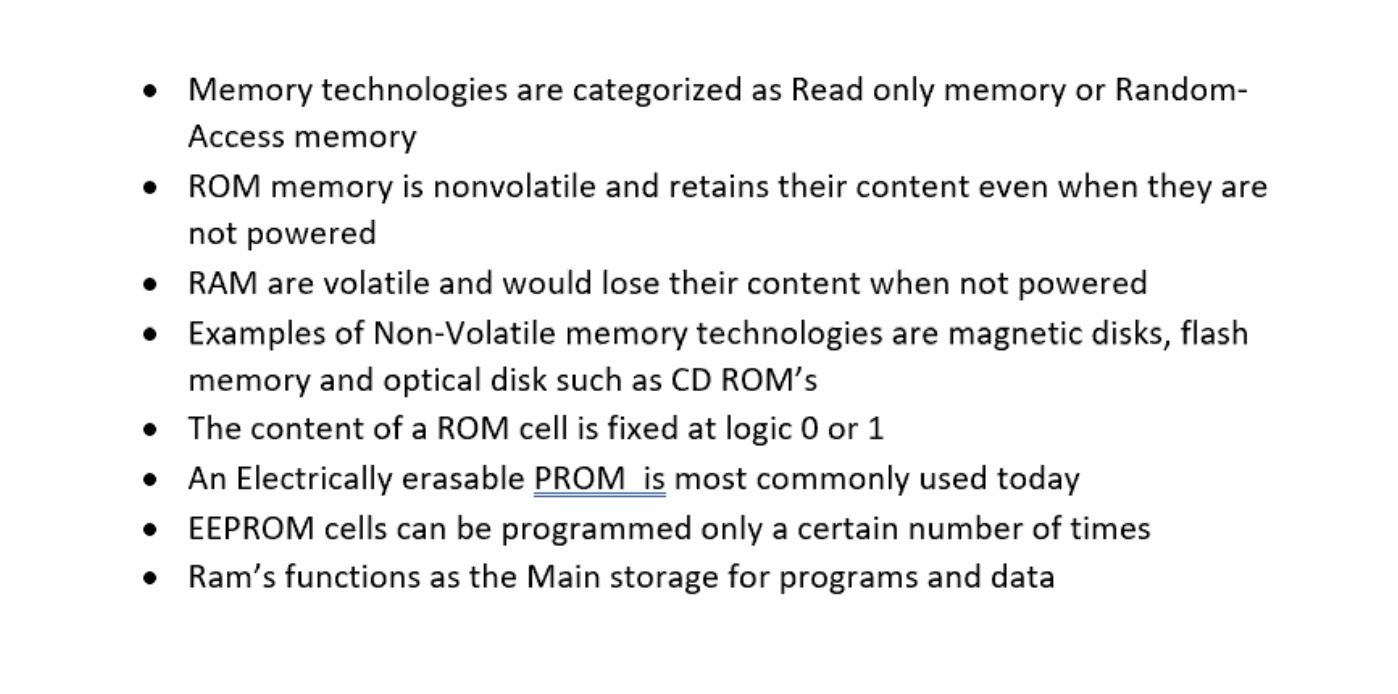 • Memory technologies are categorized as Read only memory or Random-
Access memory
• ROM memory is nonvolatile and retains their content even when they are
not powered
• RAM are volatile and would lose their content when not powered
• Examples of Non-Volatile memory technologies are magnetic disks, flash
memory and optical disk such as CD ROM’s
• The content of a ROM cell is fixed at logic 0 or 1
• An Electrically erasable PROM  is most commonly used today
• EEPROM cells can be programmed only a certain number of times
• Ram’s functions as the Main storage for programs and data